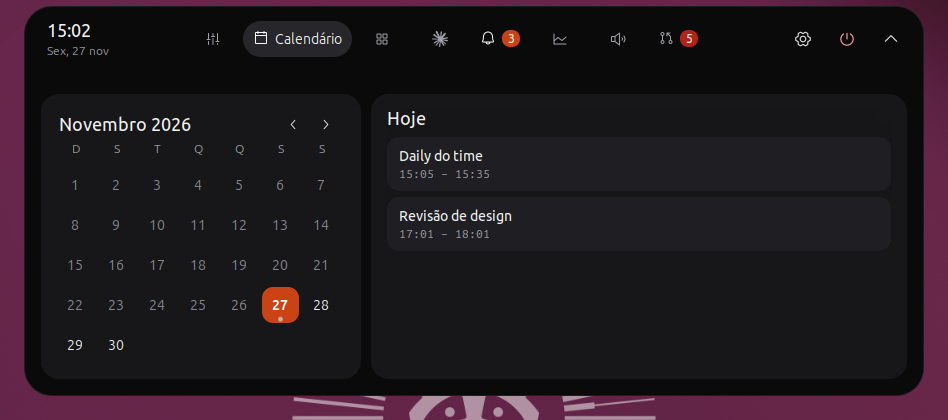 15:02
Sex, 27 nov
Calendário
3
5
Novembro 2026
D S T Q Q S S
1 2 3 4 5 6 7
8 9 10 11 12 13 14
15 16 17 18 19 20 21
22 23 24 25 26 27 28
29 30
Hoje
Daily do time
15:05 – 15:35
Revisão de design
17:01 – 18:01